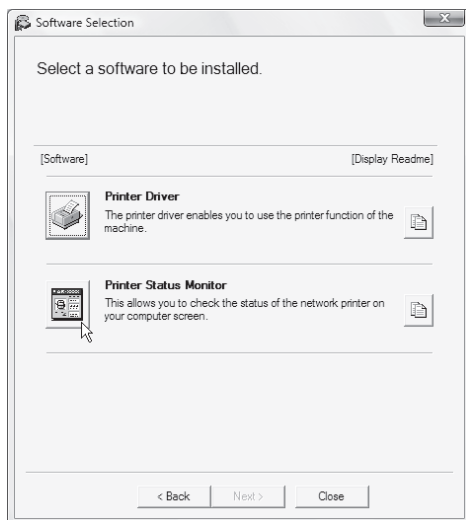 Software Selection
Select a software to be installed.
[Software] [Display Readme]
Printer Driver
The printer driver enables you to use the printer function of the
machine.
Printer Status Monitor
This allows you to check the status of the network printer on
your computer screen.
< Back Next > Close